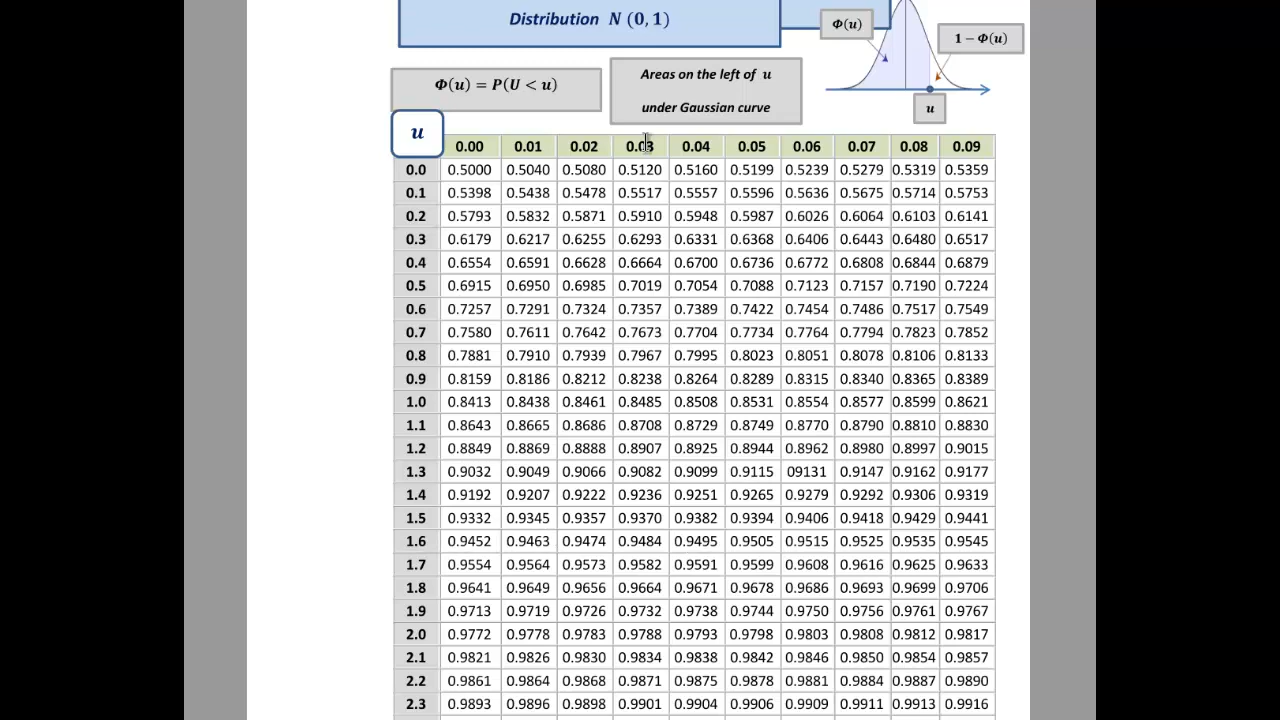 Distribution N (0, 1)
Φ(u)
1 − Φ(u)
u
Φ(u) = P(U < u)
Areas on the left of u
under Gaussian curve
u
0.00 0.01 0.02 0.03 0.04 0.05 0.06 0.07 0.08 0.09
0.0 0.5000 0.5040 0.5080 0.5120 0.5160 0.5199 0.5239 0.5279 0.5319 0.5359
0.1 0.5398 0.5438 0.5478 0.5517 0.5557 0.5596 0.5636 0.5675 0.5714 0.5753
0.2 0.5793 0.5832 0.5871 0.5910 0.5948 0.5987 0.6026 0.6064 0.6103 0.6141
0.3 0.6179 0.6217 0.6255 0.6293 0.6331 0.6368 0.6406 0.6443 0.6480 0.6517
0.4 0.6554 0.6591 0.6628 0.6664 0.6700 0.6736 0.6772 0.6808 0.6844 0.6879
0.5 0.6915 0.6950 0.6985 0.7019 0.7054 0.7088 0.7123 0.7157 0.7190 0.7224
0.6 0.7257 0.7291 0.7324 0.7357 0.7389 0.7422 0.7454 0.7486 0.7517 0.7549
0.7 0.7580 0.7611 0.7642 0.7673 0.7704 0.7734 0.7764 0.7794 0.7823 0.7852
0.8 0.7881 0.7910 0.7939 0.7967 0.7995 0.8023 0.8051 0.8078 0.8106 0.8133
0.9 0.8159 0.8186 0.8212 0.8238 0.8264 0.8289 0.8315 0.8340 0.8365 0.8389
1.0 0.8413 0.8438 0.8461 0.8485 0.8508 0.8531 0.8554 0.8577 0.8599 0.8621
1.1 0.8643 0.8665 0.8686 0.8708 0.8729 0.8749 0.8770 0.8790 0.8810 0.8830
1.2 0.8849 0.8869 0.8888 0.8907 0.8925 0.8944 0.8962 0.8980 0.8997 0.9015
1.3 0.9032 0.9049 0.9066 0.9082 0.9099 0.9115 09131 0.9147 0.9162 0.9177
1.4 0.9192 0.9207 0.9222 0.9236 0.9251 0.9265 0.9279 0.9292 0.9306 0.9319
1.5 0.9332 0.9345 0.9357 0.9370 0.9382 0.9394 0.9406 0.9418 0.9429 0.9441
1.6 0.9452 0.9463 0.9474 0.9484 0.9495 0.9505 0.9515 0.9525 0.9535 0.9545
1.7 0.9554 0.9564 0.9573 0.9582 0.9591 0.9599 0.9608 0.9616 0.9625 0.9633
1.8 0.9641 0.9649 0.9656 0.9664 0.9671 0.9678 0.9686 0.9693 0.9699 0.9706
1.9 0.9713 0.9719 0.9726 0.9732 0.9738 0.9744 0.9750 0.9756 0.9761 0.9767
2.0 0.9772 0.9778 0.9783 0.9788 0.9793 0.9798 0.9803 0.9808 0.9812 0.9817
2.1 0.9821 0.9826 0.9830 0.9834 0.9838 0.9842 0.9846 0.9850 0.9854 0.9857
2.2 0.9861 0.9864 0.9868 0.9871 0.9875 0.9878 0.9881 0.9884 0.9887 0.9890
2.3 0.9893 0.9896 0.9898 0.9901 0.9904 0.9906 0.9909 0.9911 0.9913 0.9916